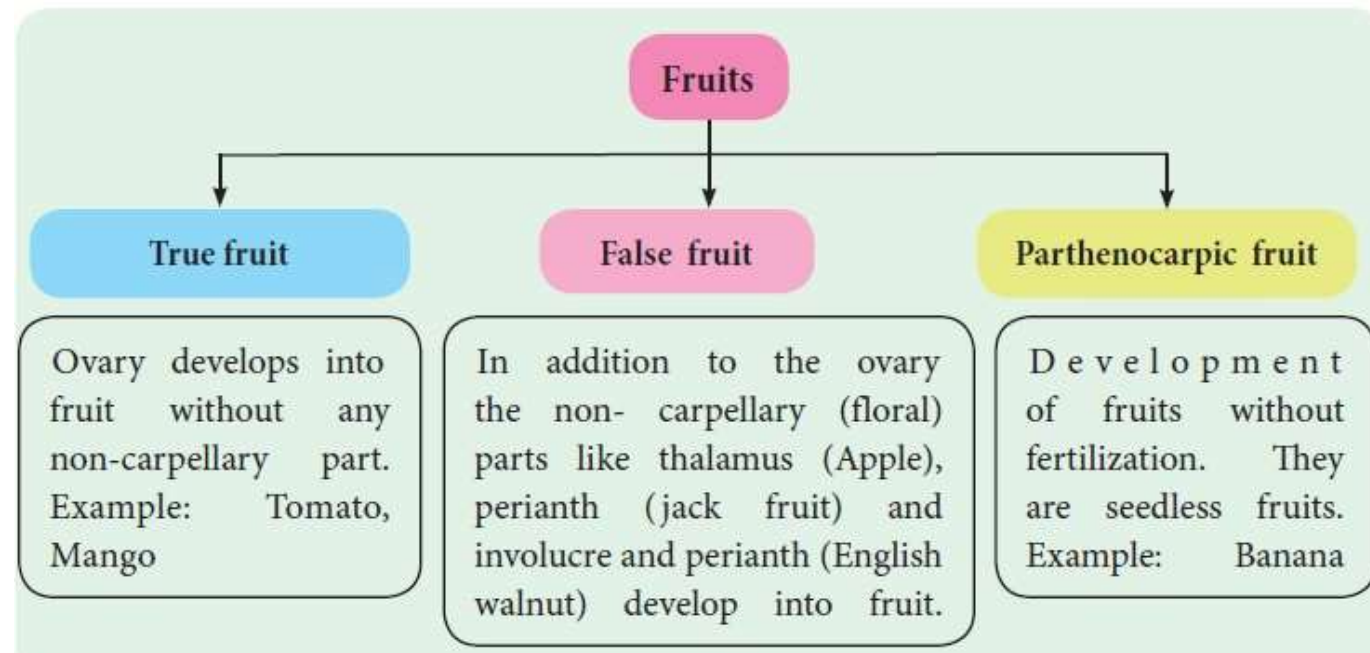 Fruits
True fruit
False fruit
Parthenocarpic fruit
Ovary develops into
fruit without any
non-carpellary part.
Example: Tomato,
Mango
In addition to the ovary
the non- carpellary (floral)
parts like thalamus (Apple),
perianth (jack fruit) and
involucre and perianth (English
walnut) develop into fruit.
Development
of fruits without
fertilization. They
are seedless fruits.
Example: Banana